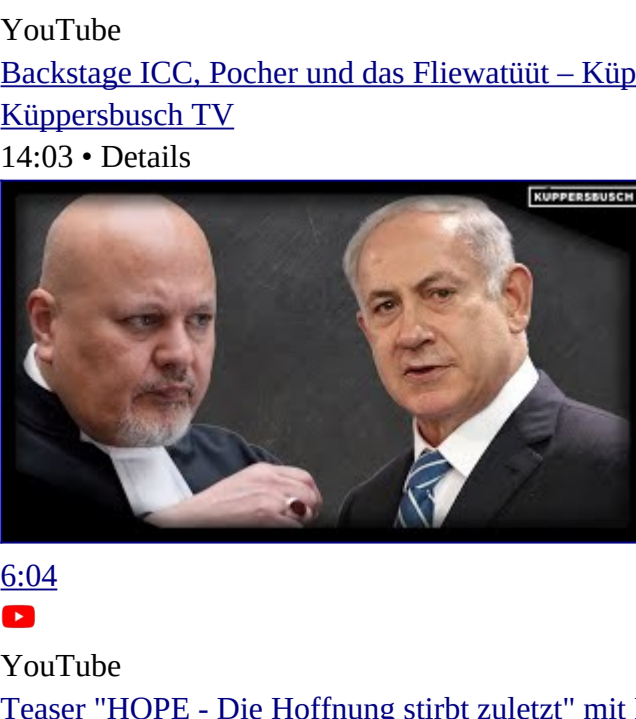 YouTube
Backstage ICC, Pocher und das Fliewatüüt – Küp
Küppersbusch TV
14:03 • Details
KÜPPERSBUSCH
6:04
YouTube
Teaser "HOPE - Die Hoffnung stirbt zuletzt" mit